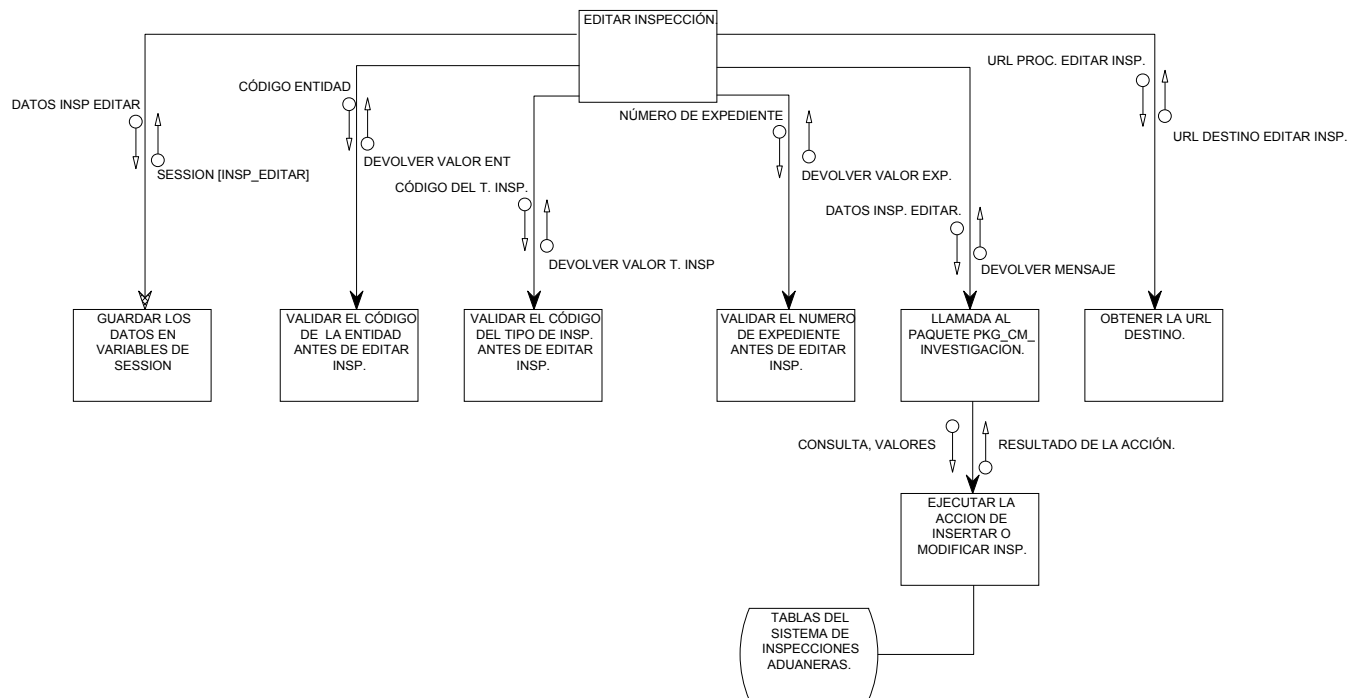 EDITAR INSPECCIÓN.
DATOS INSP EDITAR
SESSION [INSP_EDITAR]
CÓDIGO ENTIDAD
DEVOLVER VALOR ENT
CÓDIGO DEL T. INSP.
DEVOLVER VALOR T. INSP
NÚMERO DE EXPEDIENTE
DEVOLVER VALOR EXP.
DATOS INSP. EDITAR.
DEVOLVER MENSAJE
URL PROC. EDITAR INSP.
URL DESTINO EDITAR INSP.
GUARDAR LOS
DATOS EN
VARIABLES DE
SESSION
VALIDAR EL CÓDIGO
DE LA ENTIDAD
ANTES DE EDITAR
INSP.
VALIDAR EL CÓDIGO
DEL TIPO DE INSP.
ANTES DE EDITAR
INSP.
VALIDAR EL NUMERO
DE EXPEDIENTE
ANTES DE EDITAR
INSP.
LLAMADA AL
PAQUETE PKG_CM_
INVESTIGACION.
OBTENER LA URL
DESTINO.
CONSULTA, VALORES
RESULTADO DE LA ACCIÓN.
EJECUTAR LA
ACCION DE
INSERTAR O
MODIFICAR INSP.
TABLAS DEL
SISTEMA DE
INSPECCIONES
ADUANERAS.